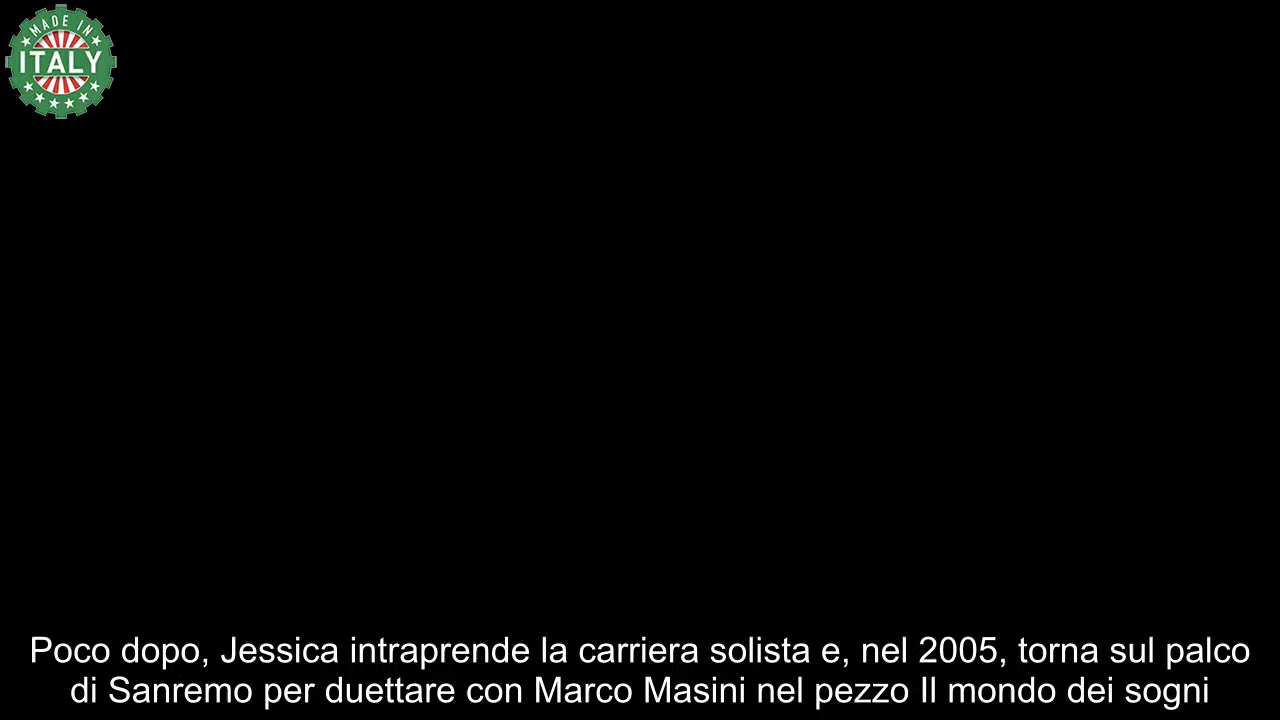 MADE IN
ITALY
Poco dopo, Jessica intraprende la carriera solista e, nel 2005, torna sul palco
di Sanremo per duettare con Marco Masini nel pezzo Il mondo dei sogni